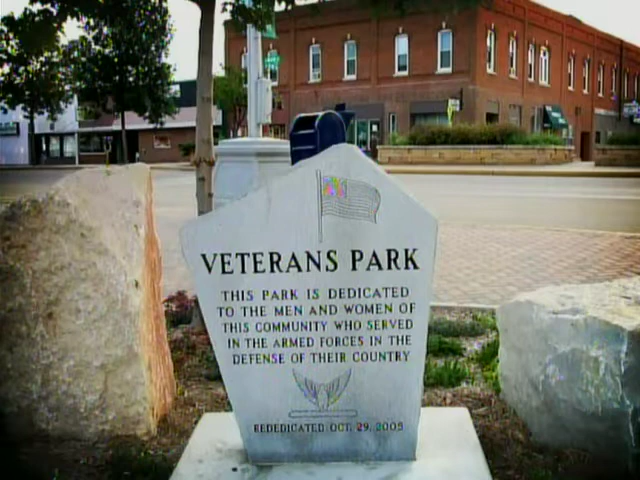 VETERANS PARK
THIS PARK IS DEDICATED
TO THE MEN AND WOMEN OF
THIS COMMUNITY WHO SERVED
IN THE ARMED FORCES IN THE
DEFENSE OF THEIR COUNTRY
REDEDICATED OCT. 29, 2005